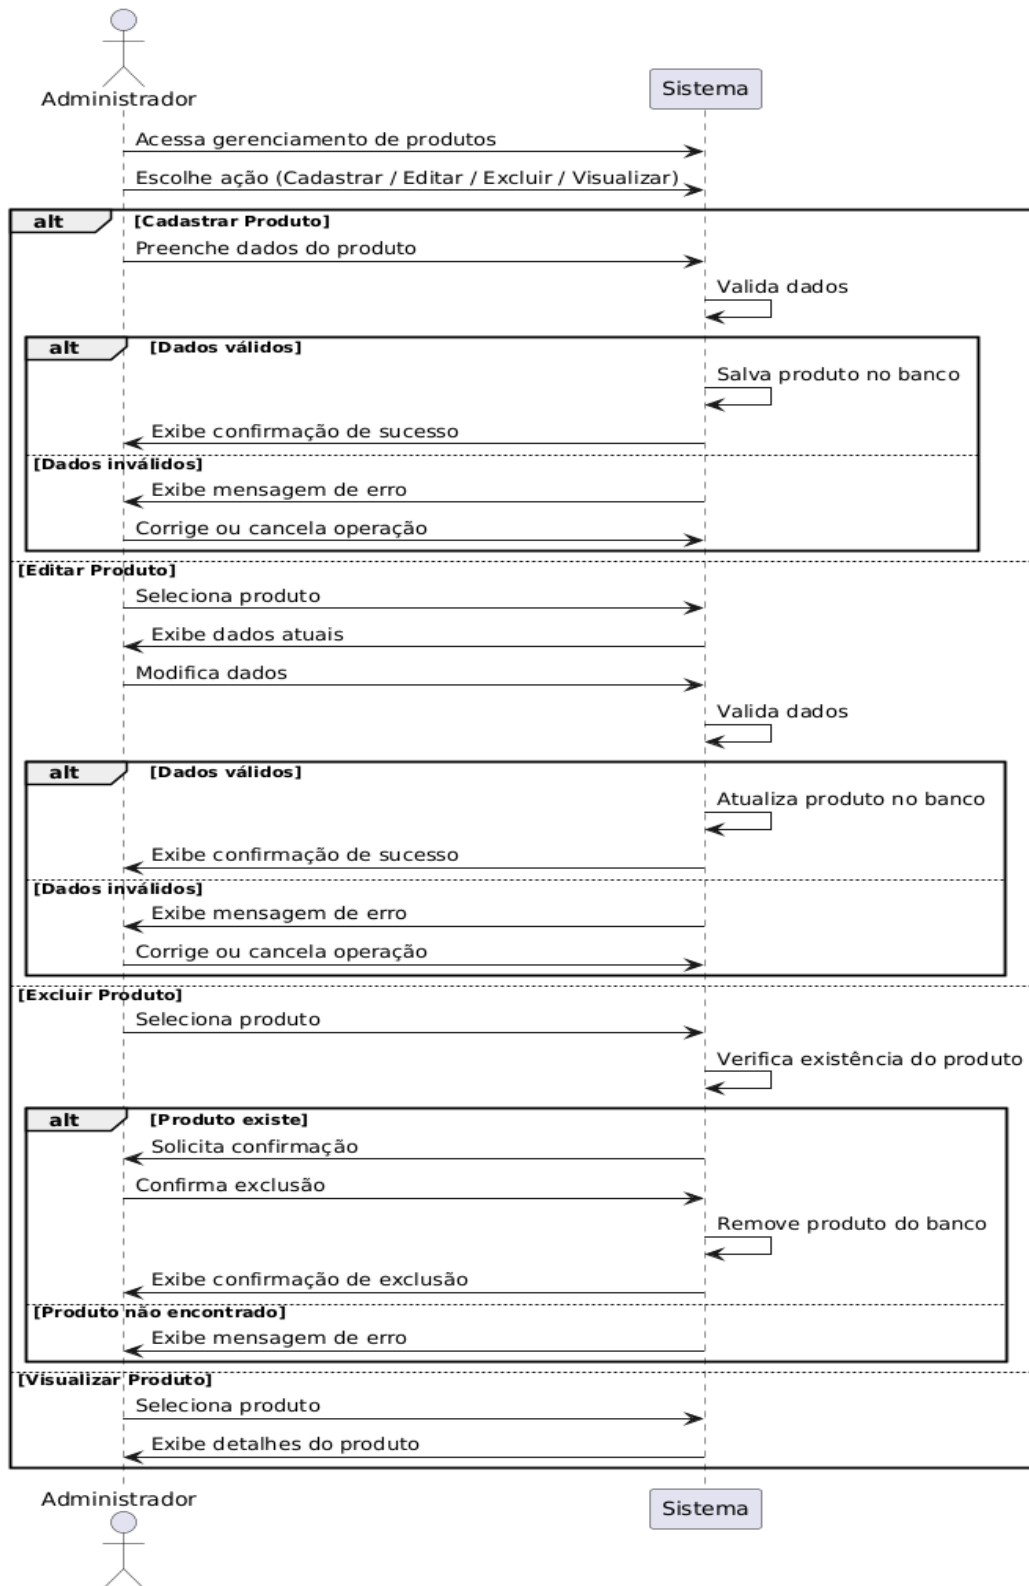 Administrador
Sistema
Acessa gerenciamento de produtos
Escolhe ação (Cadastrar / Editar / Excluir / Visualizar)
alt [Cadastrar Produto]
Preenche dados do produto
Valida dados
alt [Dados válidos]
Salva produto no banco
Exibe confirmação de sucesso
[Dados inválidos]
Exibe mensagem de erro
Corrige ou cancela operação
[Editar Produto]
Seleciona produto
Exibe dados atuais
Modifica dados
Valida dados
alt [Dados válidos]
Atualiza produto no banco
Exibe confirmação de sucesso
[Dados inválidos]
Exibe mensagem de erro
Corrige ou cancela operação
[Excluir Produto]
Seleciona produto
Verifica existência do produto
alt [Produto existe]
Solicita confirmação
Confirma exclusão
Remove produto do banco
Exibe confirmação de exclusão
[Produto não encontrado]
Exibe mensagem de erro
[Visualizar Produto]
Seleciona produto
Exibe detalhes do produto
Administrador
Sistema